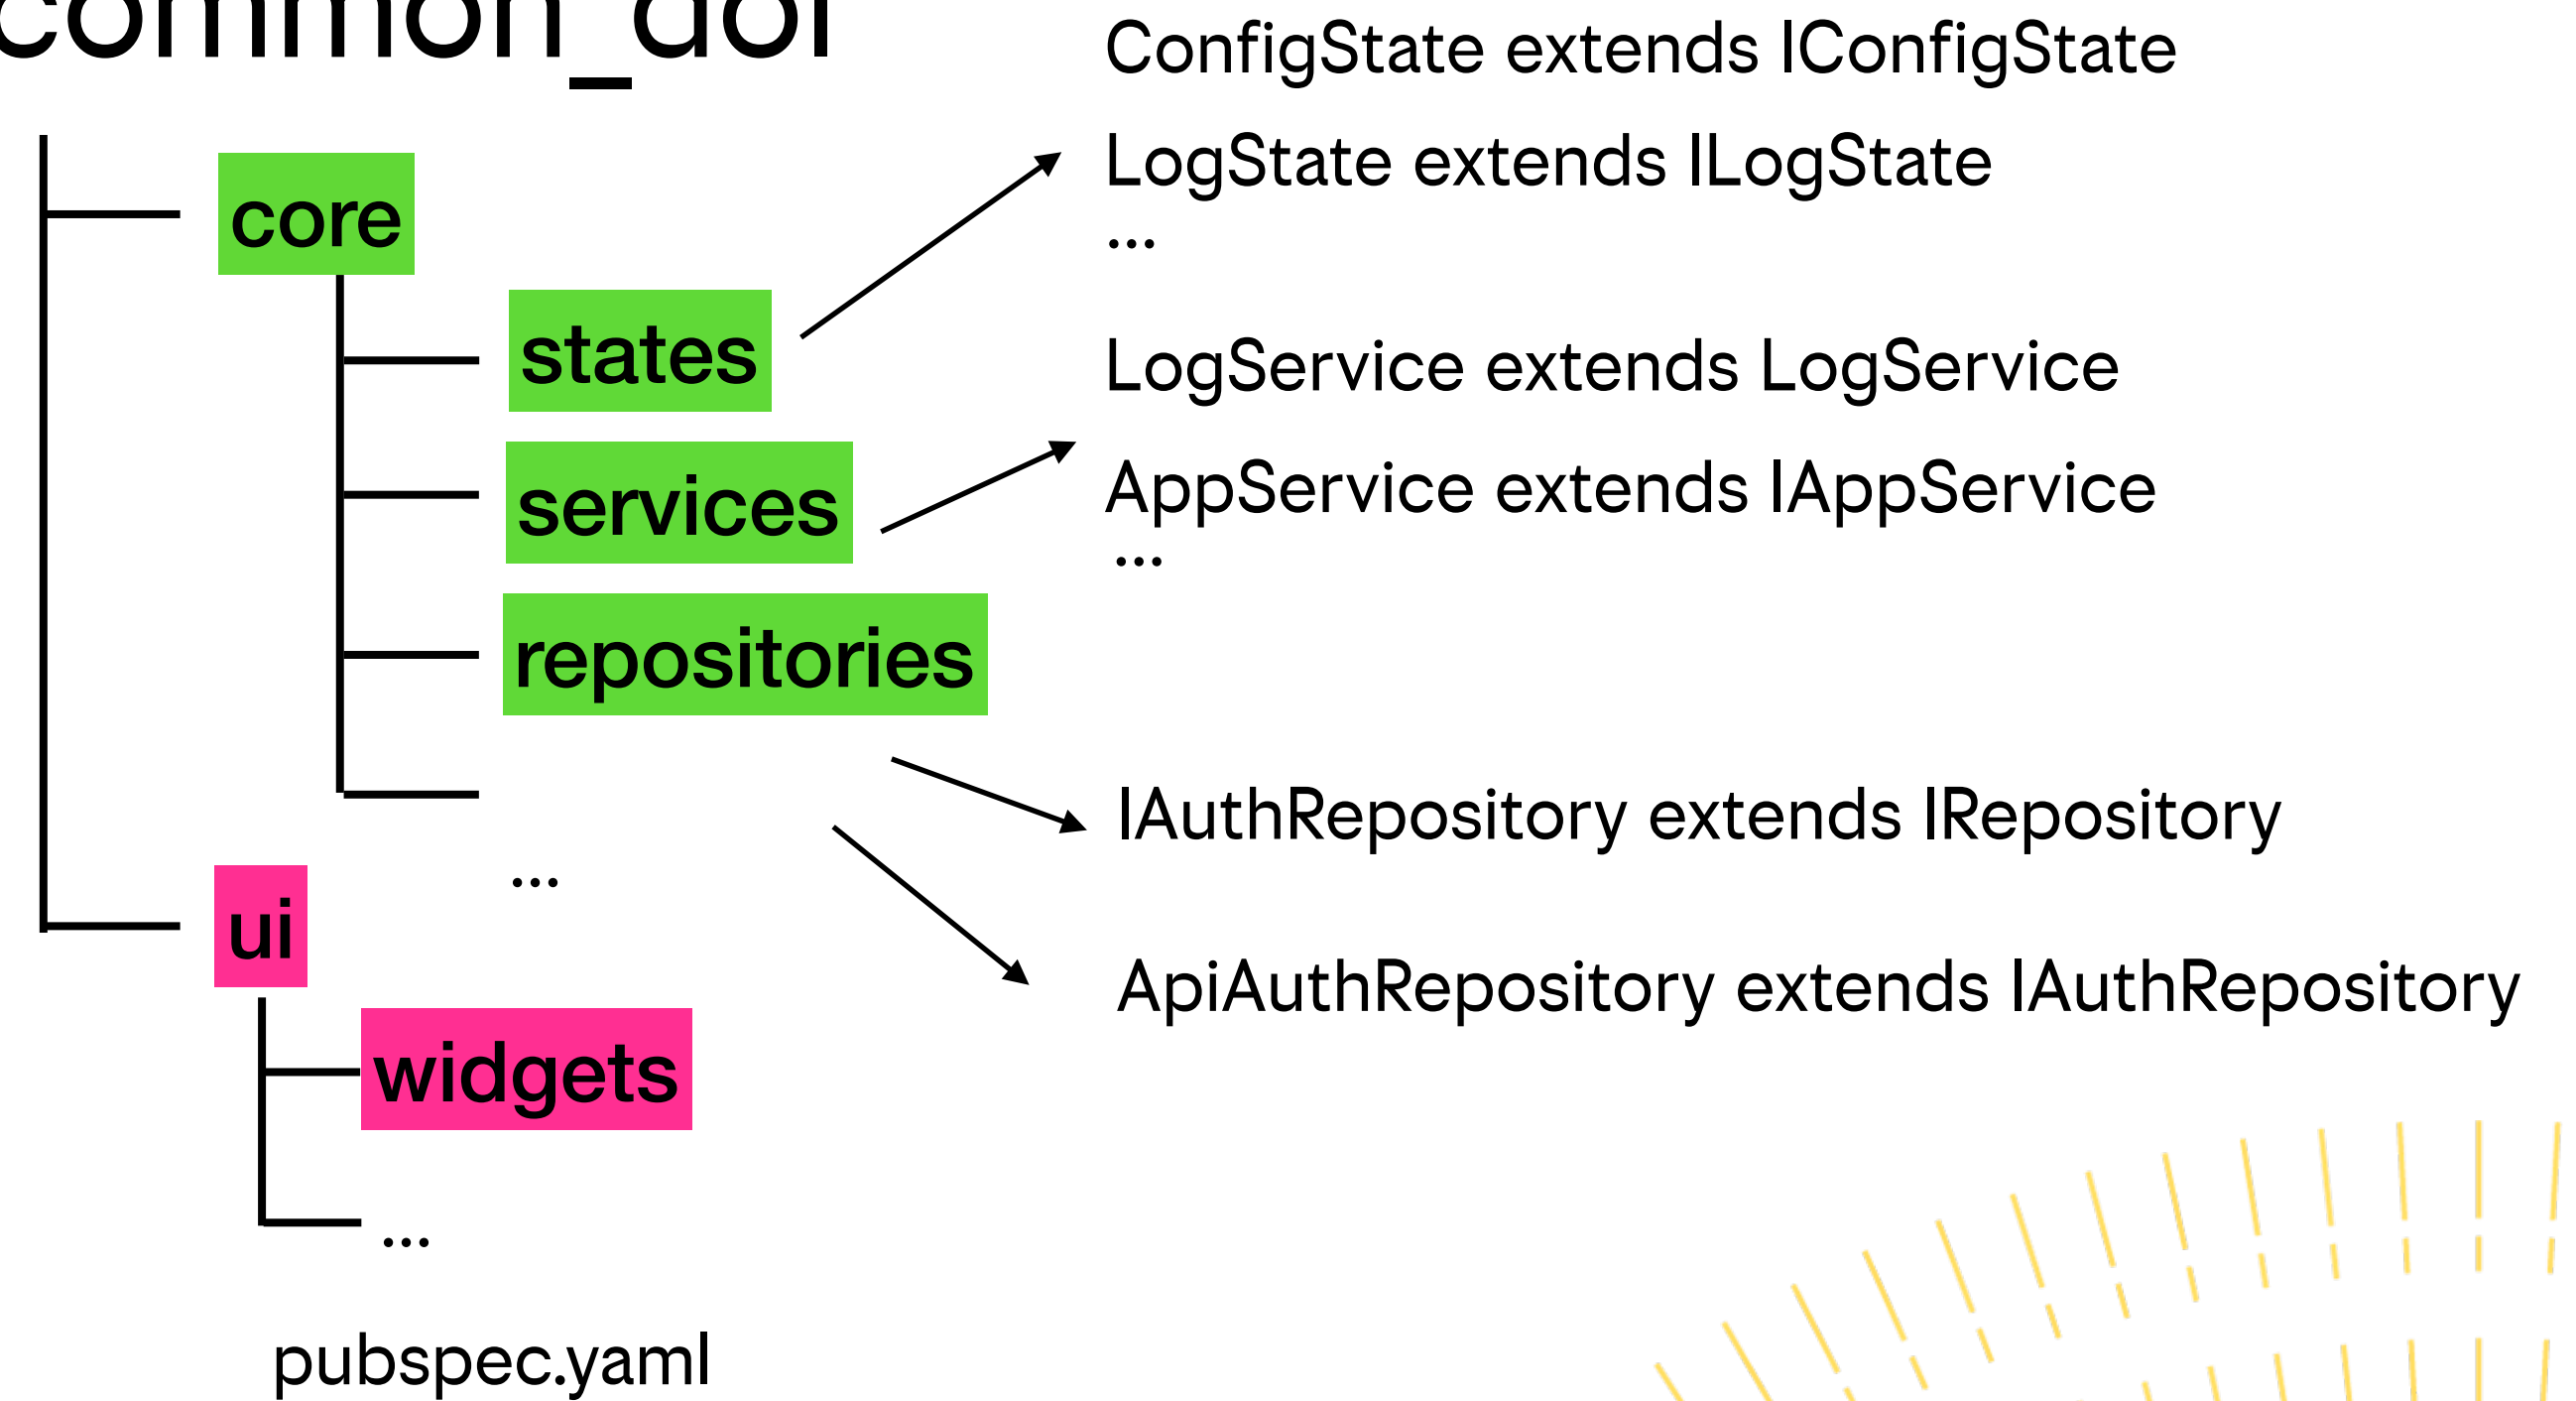 common_dol
core
states
services
repositories
...
ui
widgets
...
pubspec.yaml
ConfigState extends IConfigState
LogState extends ILogState
...
LogService extends LogService
AppService extends IAppService
...
IAuthRepository extends IRepository
ApiAuthRepository extends IAuthRepository